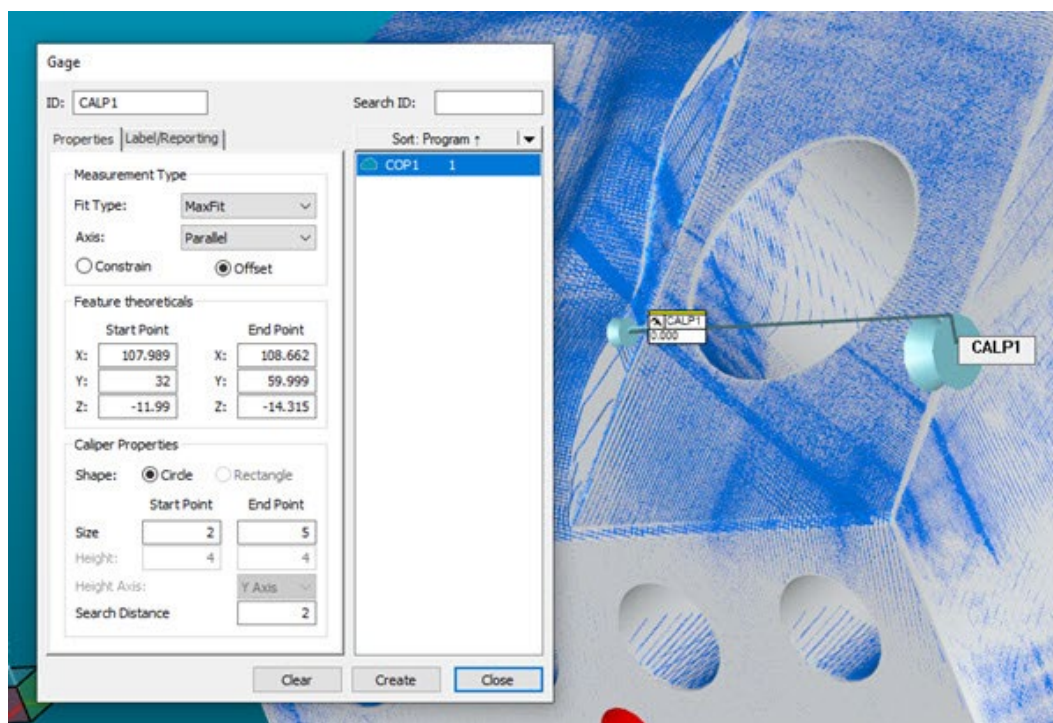 Gage
ID: CALP1 Search ID:
Properties Label/Reporting Sort: Program ↑
COP1 1
Measurement Type
Fit Type: MaxFit
Axis: Parallel
Constrain Offset
Feature theoreticals
Start Point End Point
X: 107.989 X: 108.662
Y: 32 Y: 59.999
Z: -11.99 Z: -14.315
Caliper Properties
Shape: Circle Rectangle
Start Point End Point
Size 2 5
Height: 4 4
Height Axis: Y Axis
Search Distance 2
Clear Create Close
CALP1
0.000
CALP1